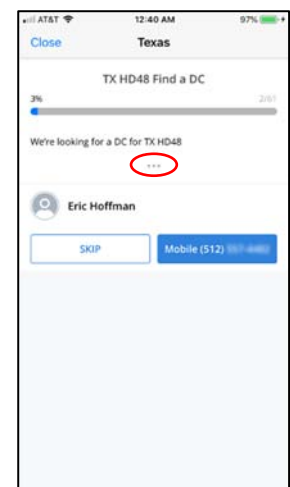 AT&T 12:40 AM 97%
Close Texas
TX HD48 Find a DC
3% 2/61
We're looking for a DC for TX HD48
...
Eric Hoffman
SKIP Mobile (512)